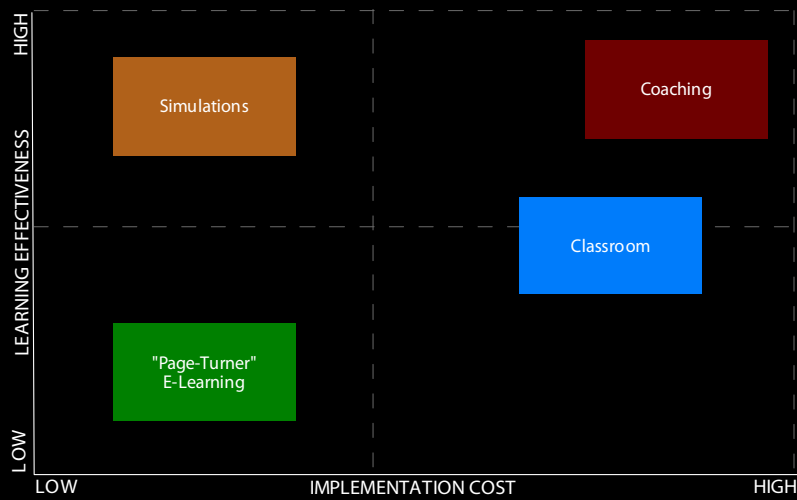 HIGH
Simulations
Coaching
LEARNING EFFECTIVENESS
Classroom
"Page-Turner"
E-Learning
LOW
LOW
IMPLEMENTATION COST
HIGH